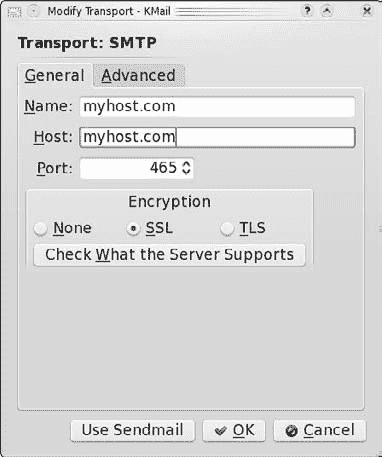 Modify Transport - KMail
Transport: SMTP
General Advanced
Name: myhost.com
Host: myhost.com
Port: 465
Encryption
None SSL TLS
Check What the Server Supports
Use Sendmail OK Cancel